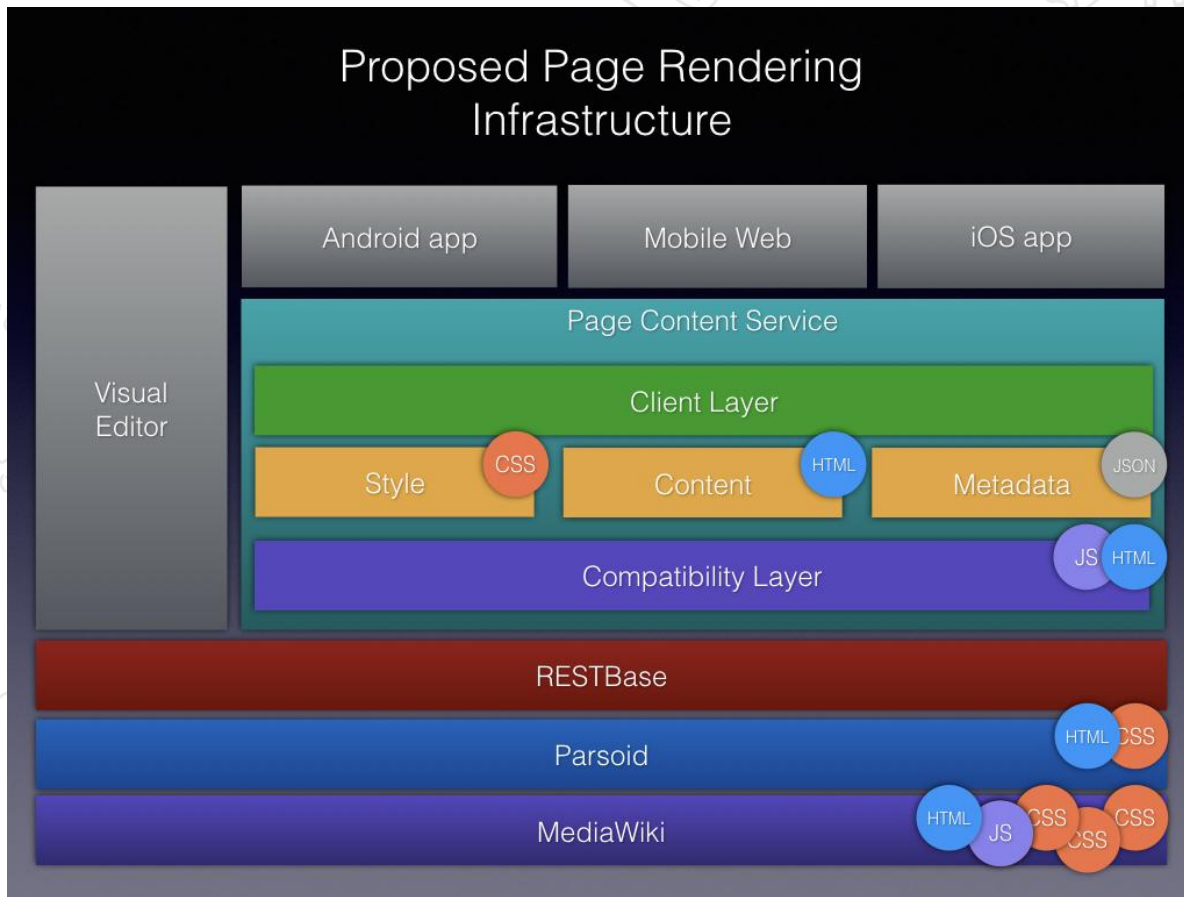 Proposed Page Rendering
Infrastructure
Android app
Mobile Web
iOS app
Visual
Editor
Page Content Service
Client Layer
Style
CSS
Content
HTML
Metadata
JSON
Compatibility Layer
JS
HTML
RESTBase
Parsoid
HTML
CSS
MediaWiki
HTML
JS
CSS
CSS
CSS